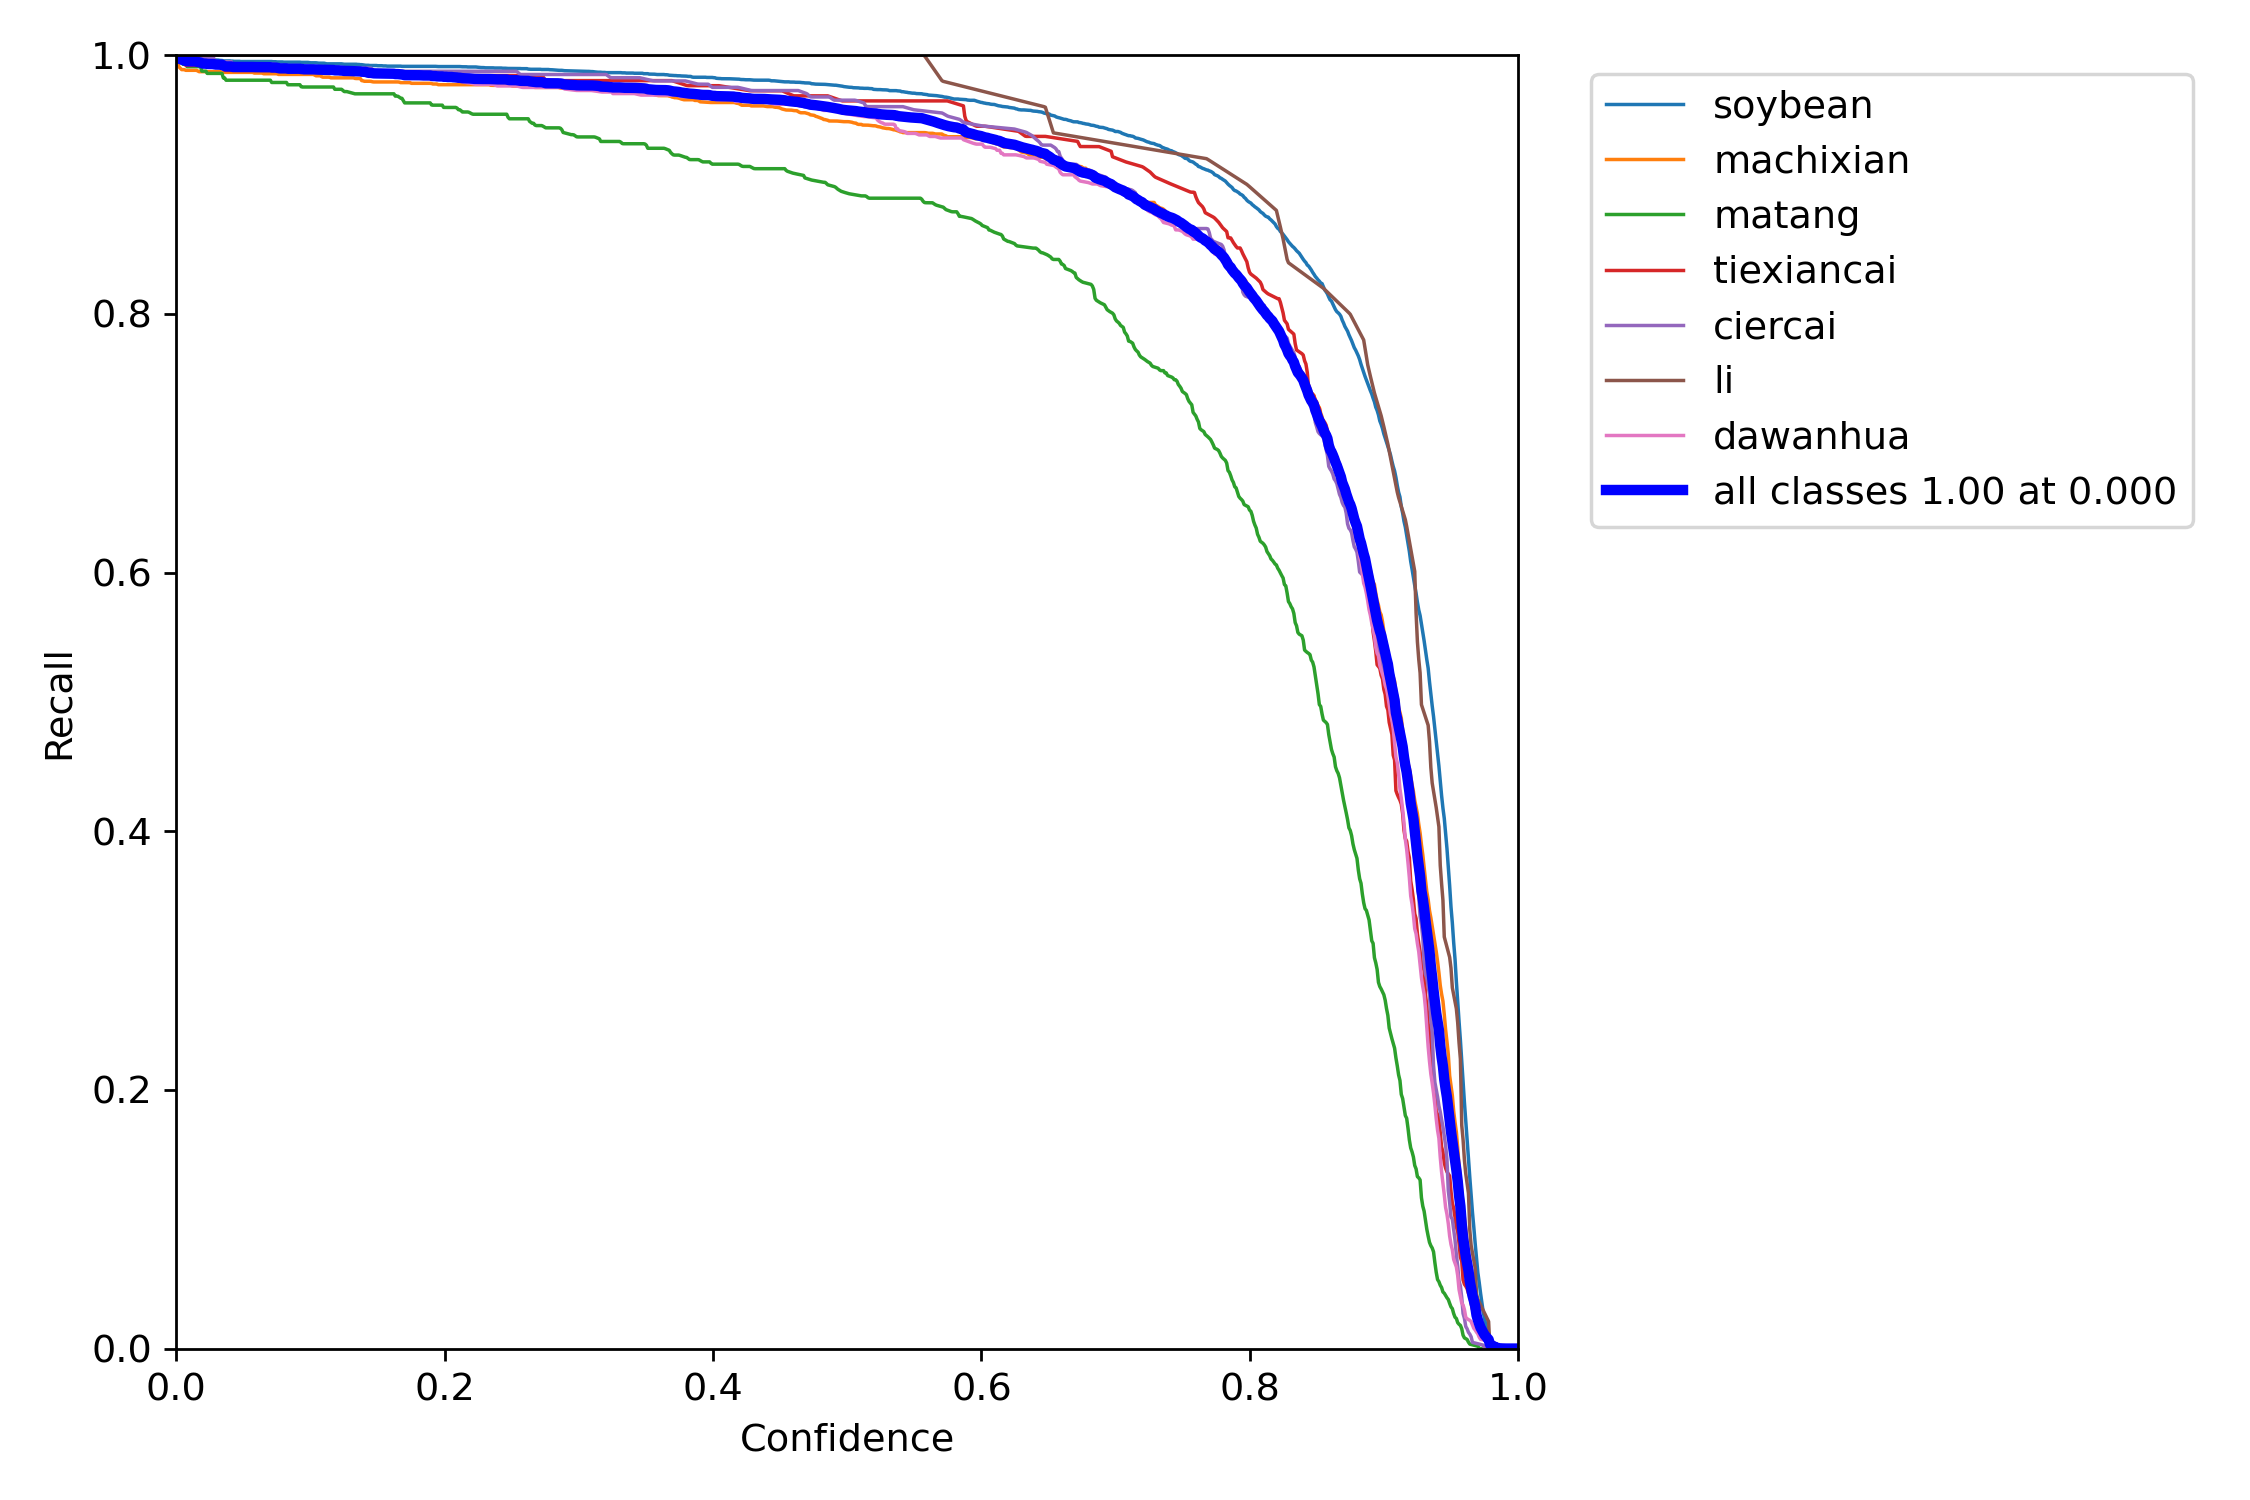 1.0
0.8
0.6
0.4
0.2
0.0
Recall
0.0 0.2 0.4 0.6 0.8 1.0
Confidence
soybean
machixian
matang
tiexiancai
ciercai
li
dawanhua
all classes 1.00 at 0.000